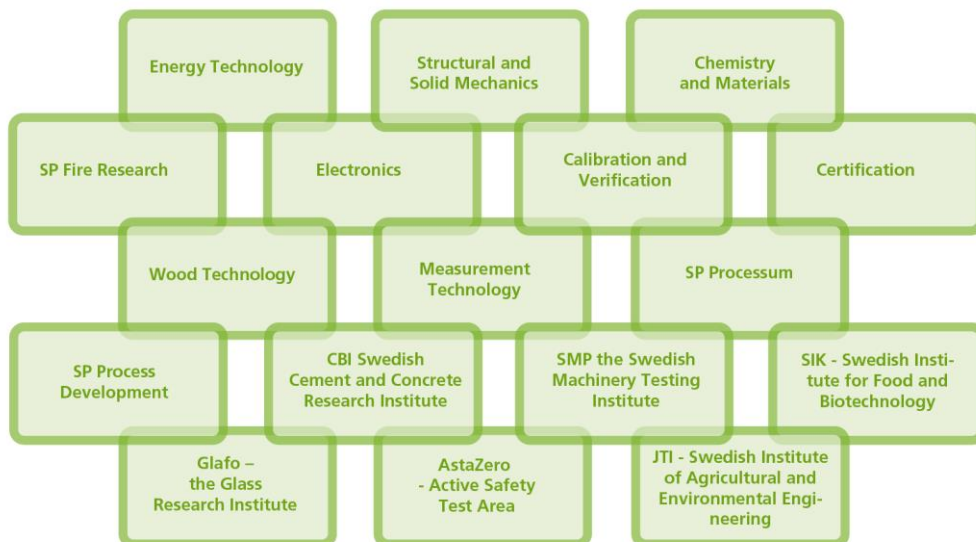 Energy Technology
Structural and
Solid Mechanics
Chemistry
and Materials
SP Fire Research
Electronics
Calibration and
Verification
Certification
Wood Technology
Measurement
Technology
SP Processum
SP Process
Development
CBI Swedish
Cement and Concrete
Research Institute
SMP the Swedish
Machinery Testing
Institute
SIK - Swedish Insti-
tute for Food and
Biotechnology
Glafo –
the Glass
Research Institute
AstaZero
- Active Safety
Test Area
JTI - Swedish Institute
of Agricultural and
Environmental Engi-
neering